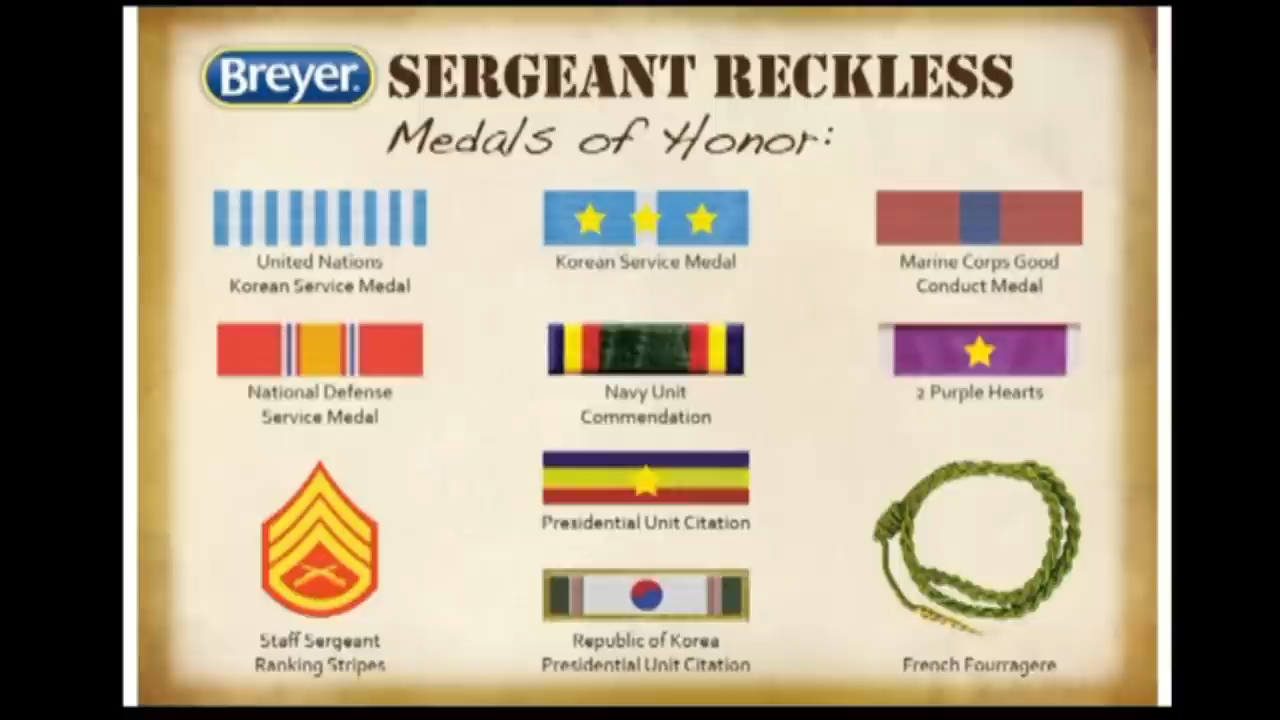 Breyer® SERGEANT RECKLESS
Medals of Honor:
United Nations
Korean Service Medal
Korean Service Medal
Marine Corps Good
Conduct Medal
National Defense
Service Medal
Navy Unit
Commendation
2 Purple Hearts
Presidential Unit Citation
Staff Sergeant
Ranking Stripes
Republic of Korea
Presidential Unit Citation
French Fourragere